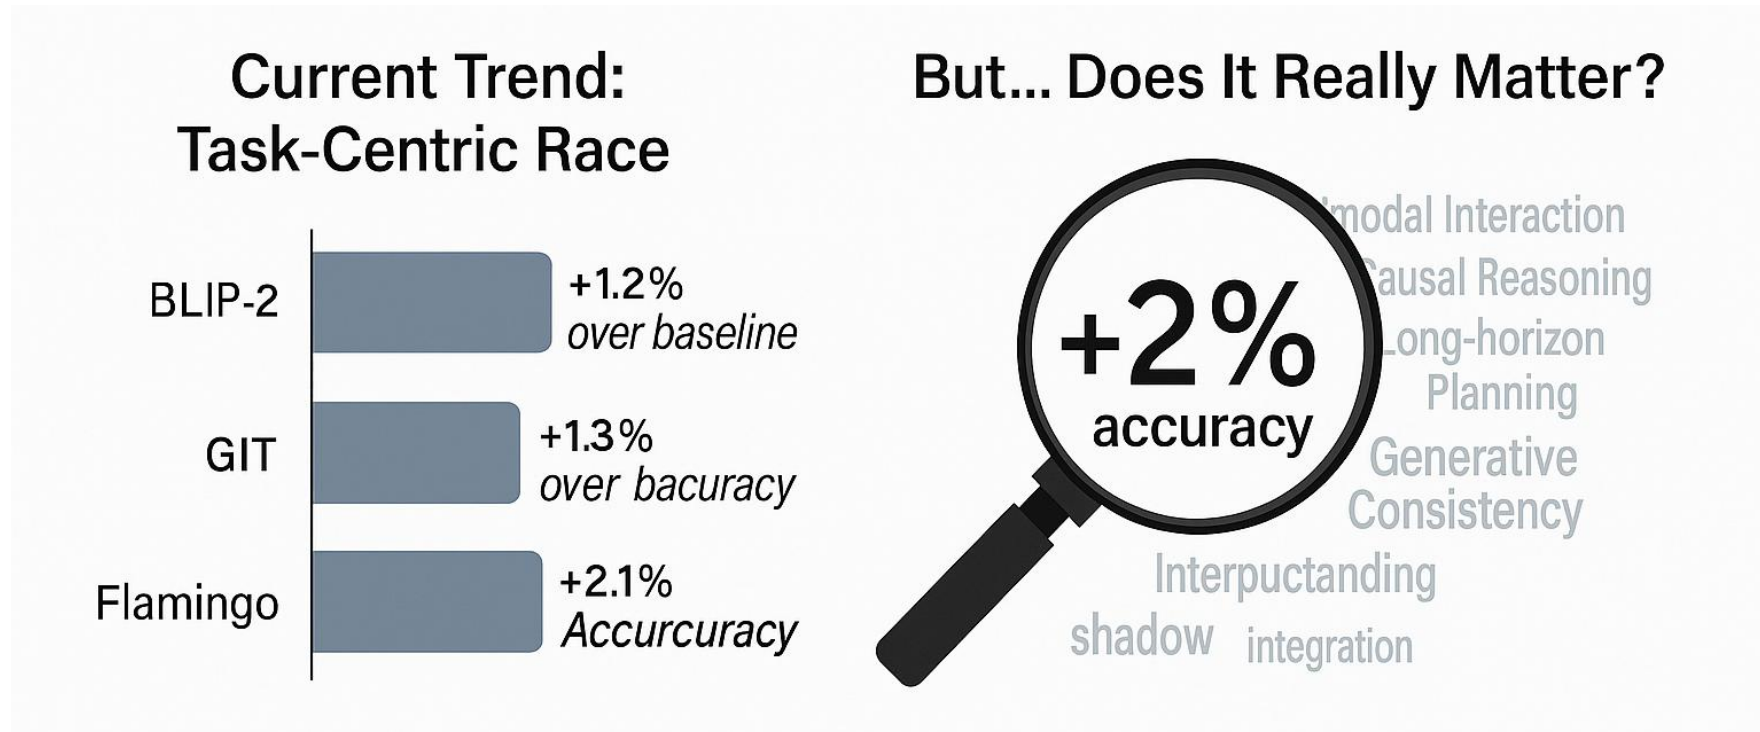 Current Trend:
Task-Centric Race
BLIP-2
+1.2%
over baseline
GIT
+1.3%
over bacuracy
Flamingo
+2.1%
Accurcuracy
But... Does It Really Matter?
+2%
accuracy
modal Interaction
ausal Reasoning
Long-horizon
Planning
Generative
Consistency
Interpuctanding
shadow integration